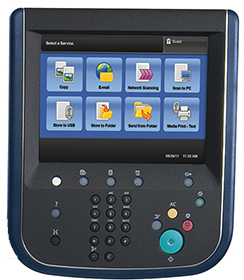 Select a Service.
Guest
Copy
E-mail
Network Scanning
Scan to PC
Store to USB
Store to Folder
Send from Folder
Media Print - Text
09/26/11 11:33 AM
AC